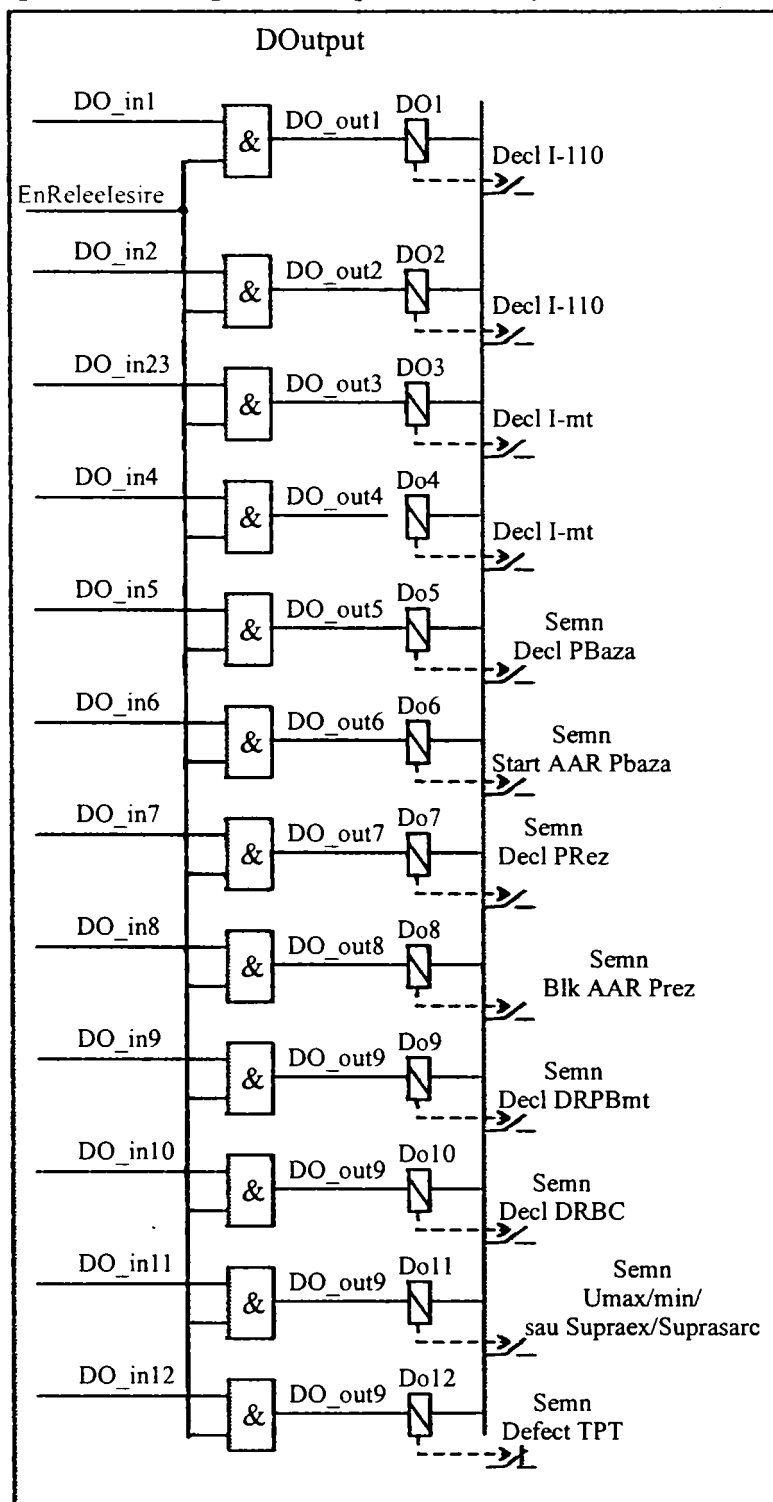 DOutput
DO_in1
&
DO_out1
DO1
Decl I-110
EnReleeIesire
DO_in2
&
DO_out2
DO2
Decl I-110
DO_in23
&
DO_out3
DO3
Decl I-mt
DO_in4
&
DO_out4
Do4
Decl I-mt
DO_in5
&
DO_out5
Do5
Semn
Decl PBaza
DO_in6
&
DO_out6
Do6
Semn
Start AAR Pbaza
DO_in7
&
DO_out7
Do7
Semn
Decl PRez
DO_in8
&
DO_out8
Do8
Semn
Blk AAR Prez
DO_in9
&
DO_out9
Do9
Semn
Decl DRPBmt
DO_in10
&
DO_out9
Do10
Semn
Decl DRBC
DO_in11
&
DO_out9
Do11
Semn
Umax/min/
sau Supraex/Suprasarc
DO_in12
&
DO_out9
Do12
Semn
Defect TPT